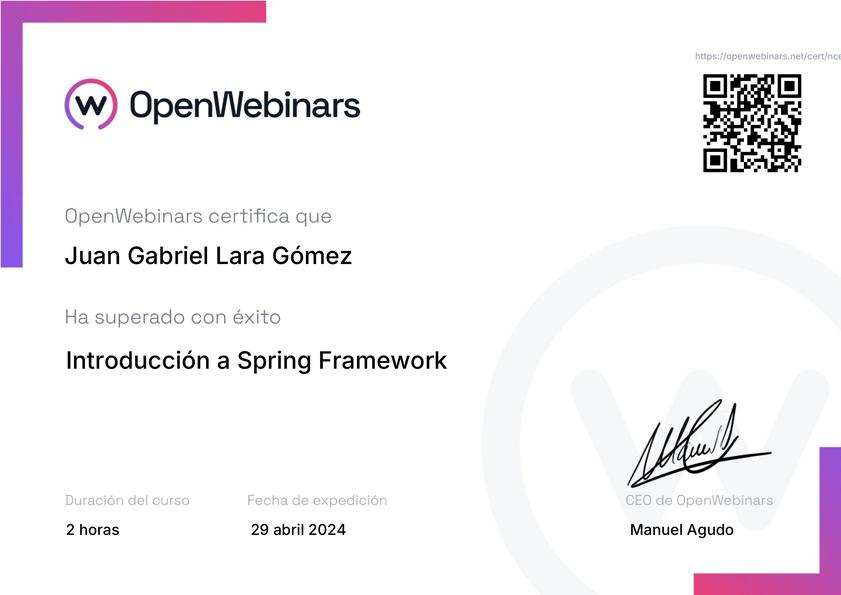 https://openwebinars.net/cert/nce
OpenWebinars
OpenWebinars certifica que
Juan Gabriel Lara Gómez
Ha superado con éxito
Introducción a Spring Framework
Duración del curso
2 horas
Fecha de expedición
29 abril 2024
CEO de OpenWebinars
Manuel Agudo